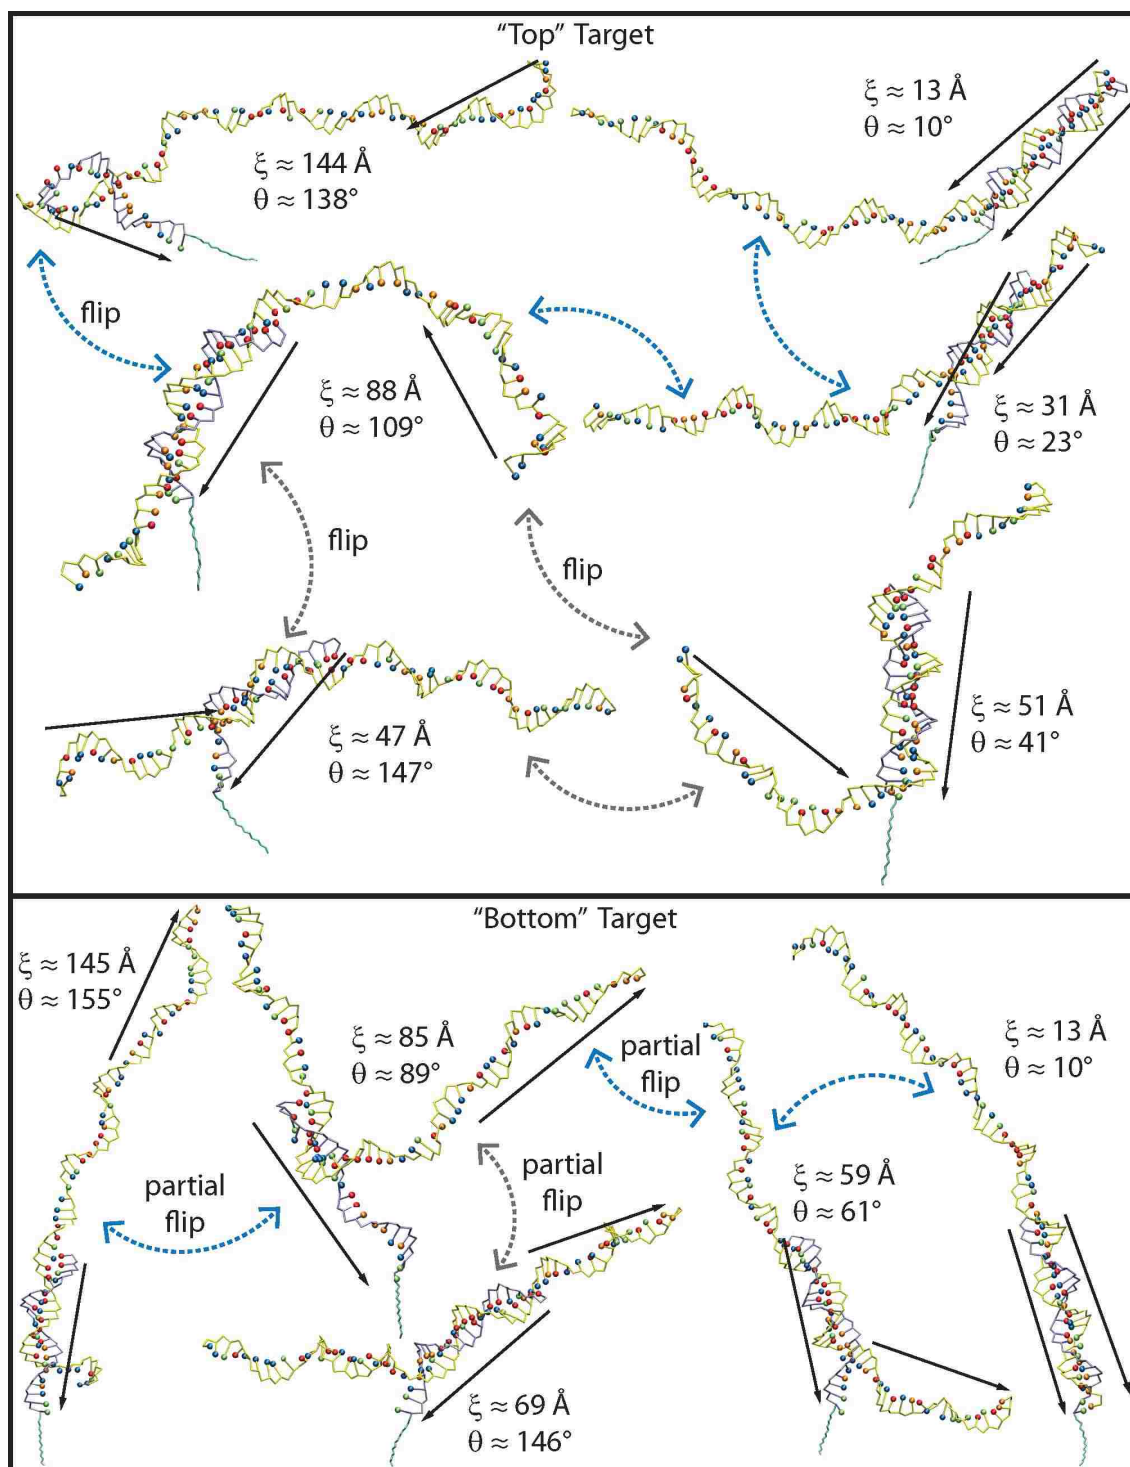 “Top” Target
ξ ≈ 13 Å
θ ≈ 10°
ξ ≈ 144 Å
θ ≈ 138°
flip
ξ ≈ 88 Å
θ ≈ 109°
ξ ≈ 31 Å
θ ≈ 23°
flip
flip
ξ ≈ 47 Å
θ ≈ 147°
ξ ≈ 51 Å
θ ≈ 41°
“Bottom” Target
ξ ≈ 145 Å
θ ≈ 155°
ξ ≈ 85 Å
θ ≈ 89°
partial
flip
ξ ≈ 13 Å
θ ≈ 10°
partial
flip
partial
flip
ξ ≈ 59 Å
θ ≈ 61°
ξ ≈ 69 Å
θ ≈ 146°